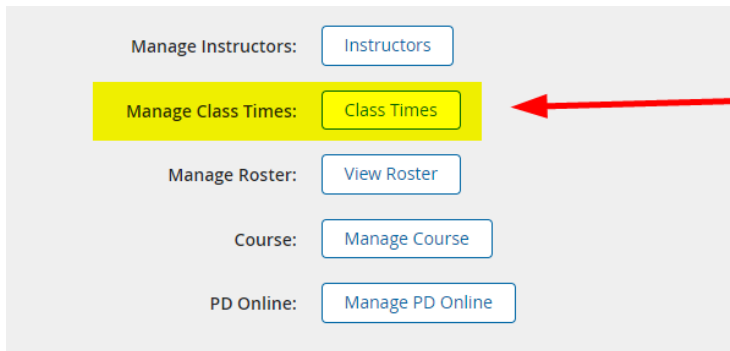 Manage Instructors: Instructors
Manage Class Times: Class Times
Manage Roster: View Roster
Course: Manage Course
PD Online: Manage PD Online